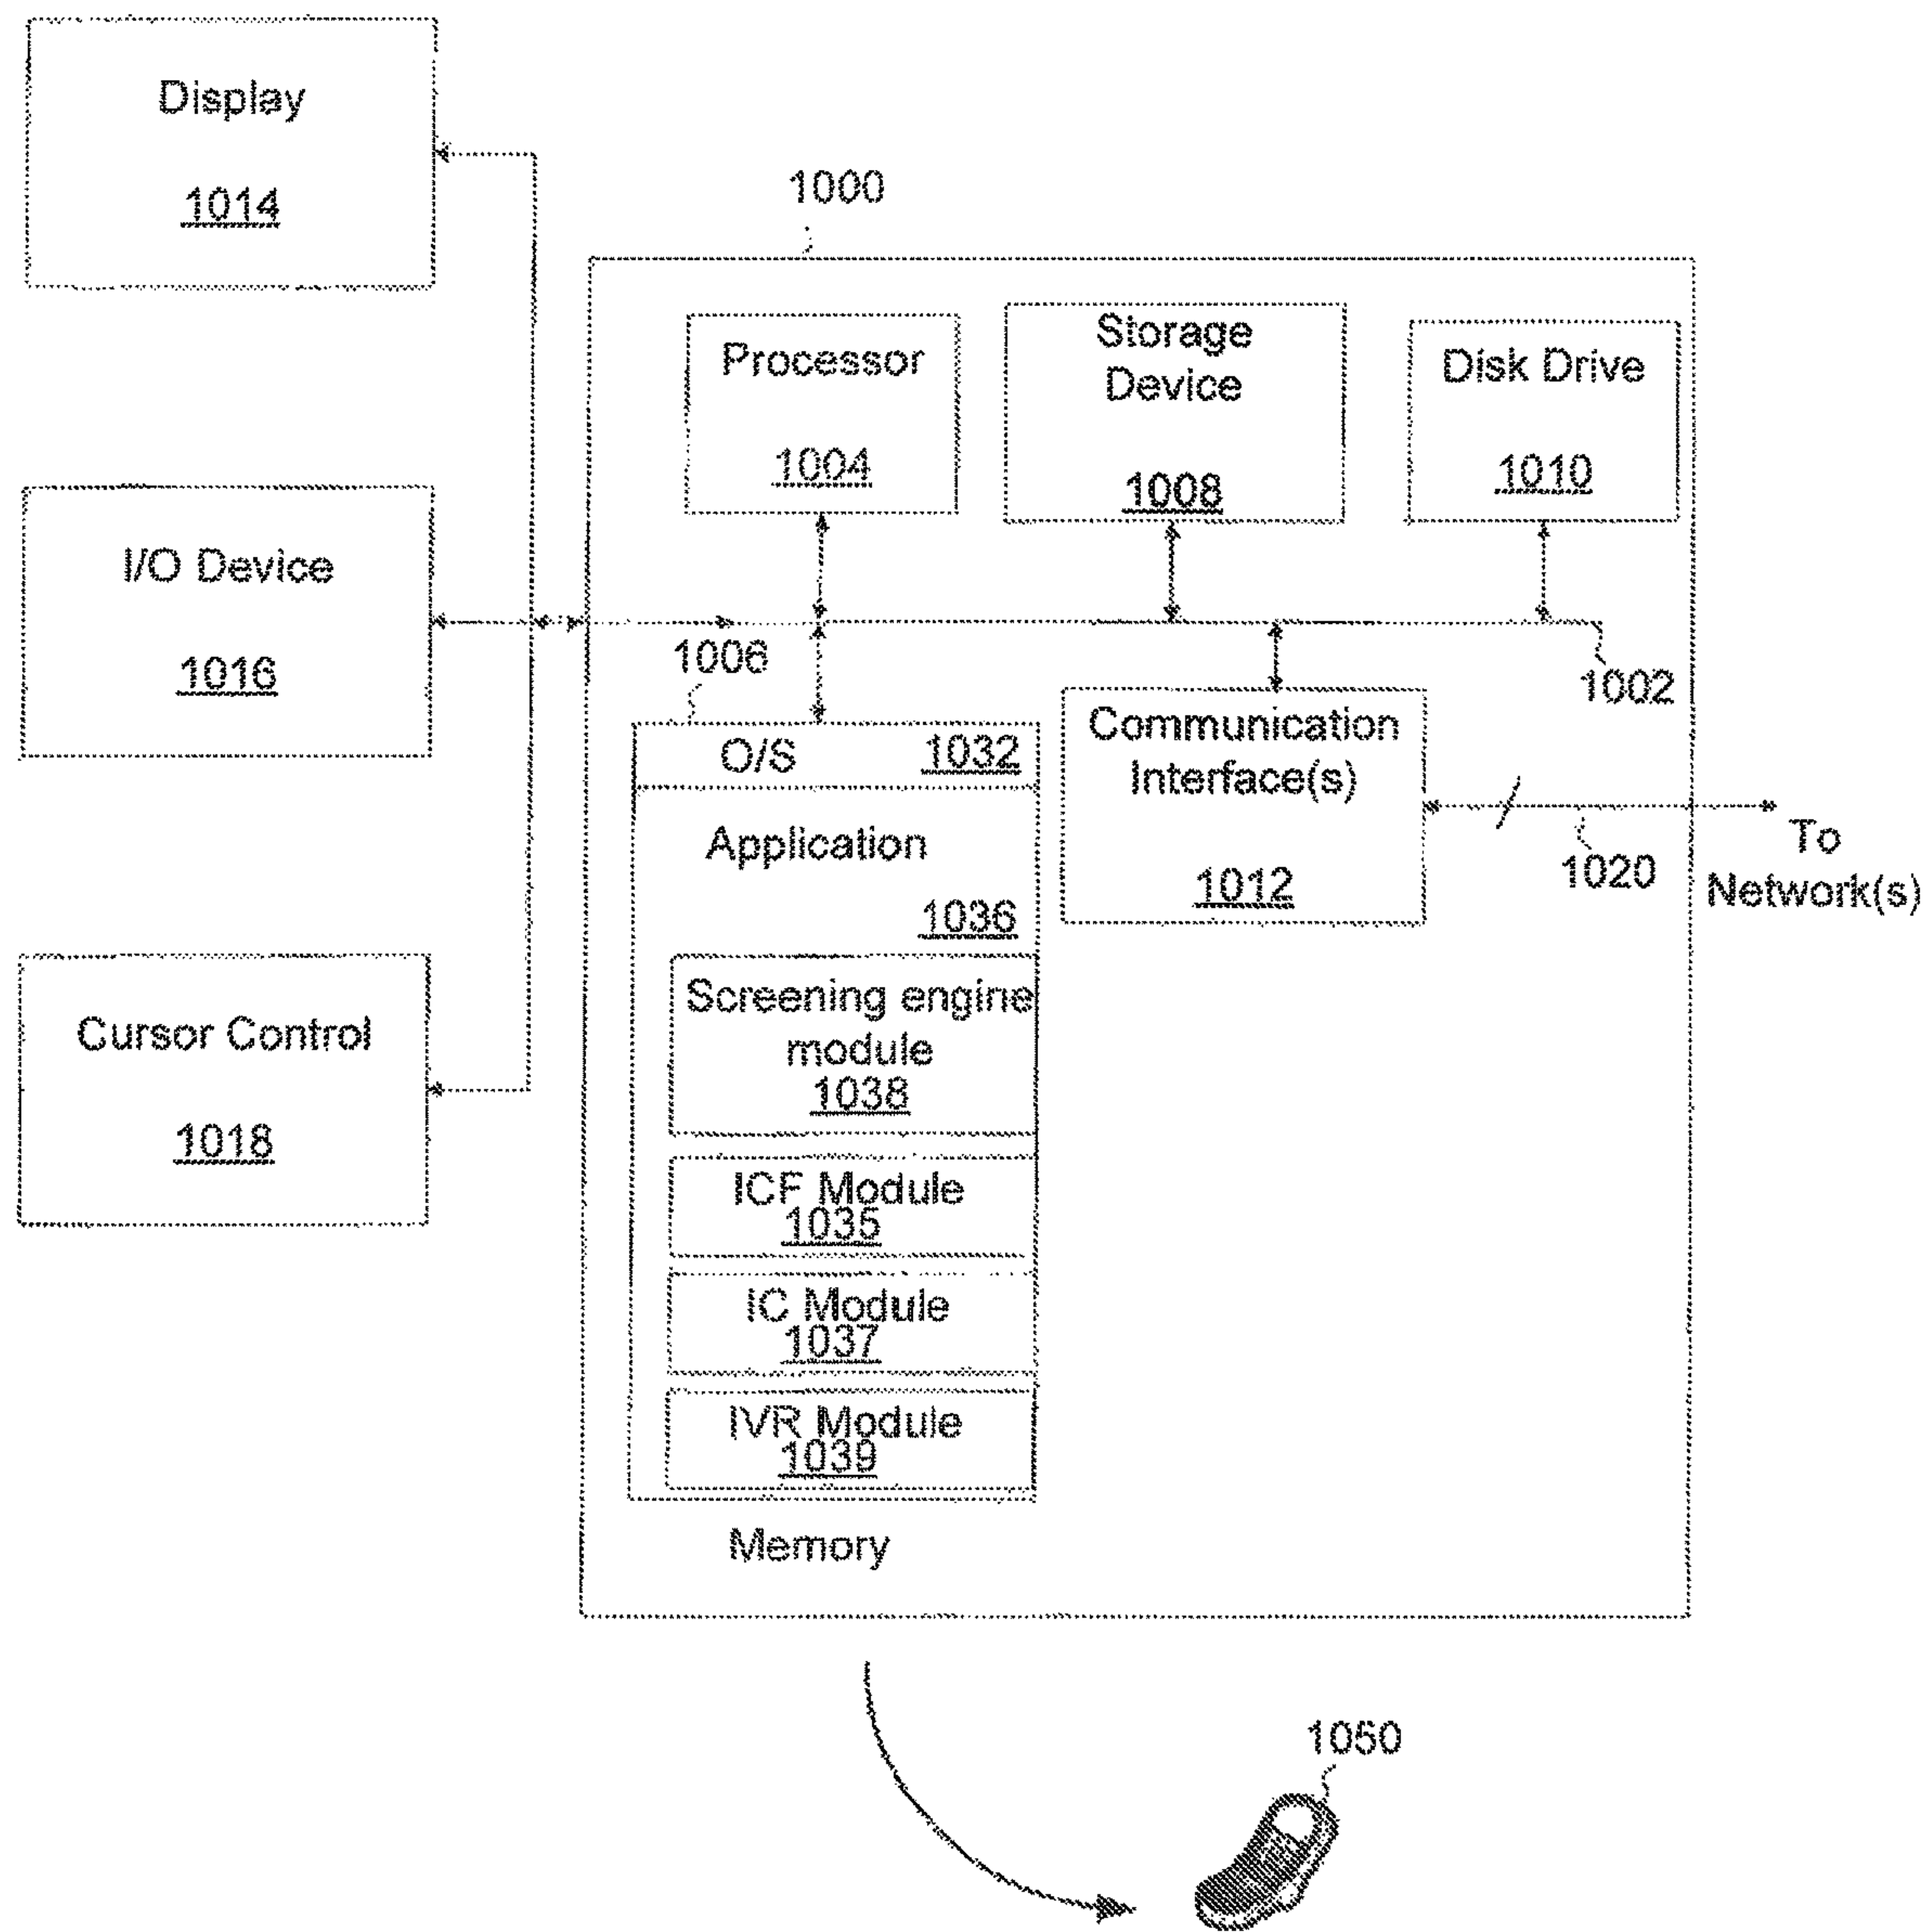 Display
1014
1000
Processor
1004
Storage
Device
1008
Disk Drive
1010
I/O Device
1016
1006
1002
O/S
1032
Application
1036
Communication
Interface(s)
1012
1020
To
Network(s)
Screening engine
module
1038
Cursor Control
1018
ICF Module
1035
IC Module
1037
IVR Module
1039
Memory
1050